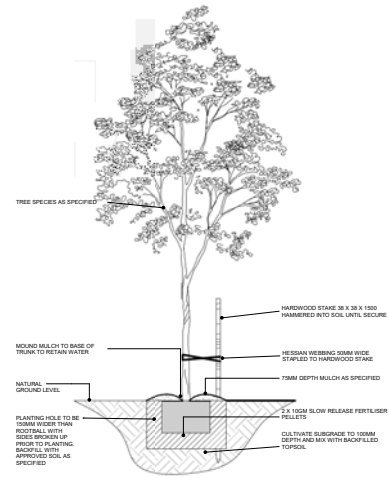 TREE SPECIES AS SPECIFIED
HARDWOOD STAKE 38 X 38 X 1500
HAMMERED INTO SOIL UNTIL SECURE
MOUND MULCH TO BASE OF
TRUNK TO RETAIN WATER
HESSIAN WEBBING 50MM WIDE
STAPLED TO HARDWOOD STAKE
NATURAL
GROUND LEVEL
75MM DEPTH MULCH AS SPECIFIED
PLANTING HOLE TO BE
150MM WIDER THAN
ROOTBALL WITH
SIDES BROKEN UP
PRIOR TO PLANTING.
BACKFILL WITH
APPROVED SOIL AS
SPECIFIED
2 X 10GM SLOW RELEASE FERTILISER
PELLETS
CULTIVATE SUBGRADE TO 100MM
DEPTH AND MIX WITH BACKFILLED
TOPSOIL